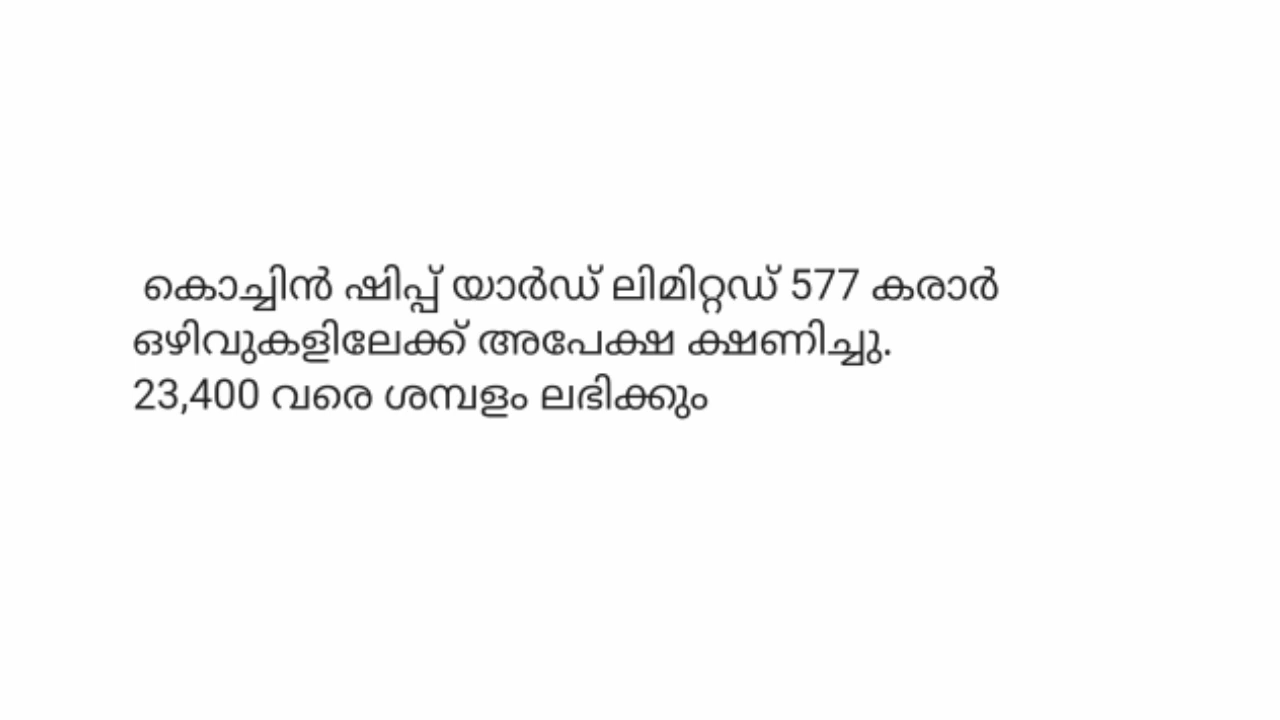 കൊച്ചിൻ ഷിപ്പ് യാർഡ് ലിമിറ്റഡ് 577 കരാർ
ഒഴിവുകളിലേക്ക് അപേക്ഷ ക്ഷണിച്ചു.
23,400 വരെ ശമ്പളം ലഭിക്കും